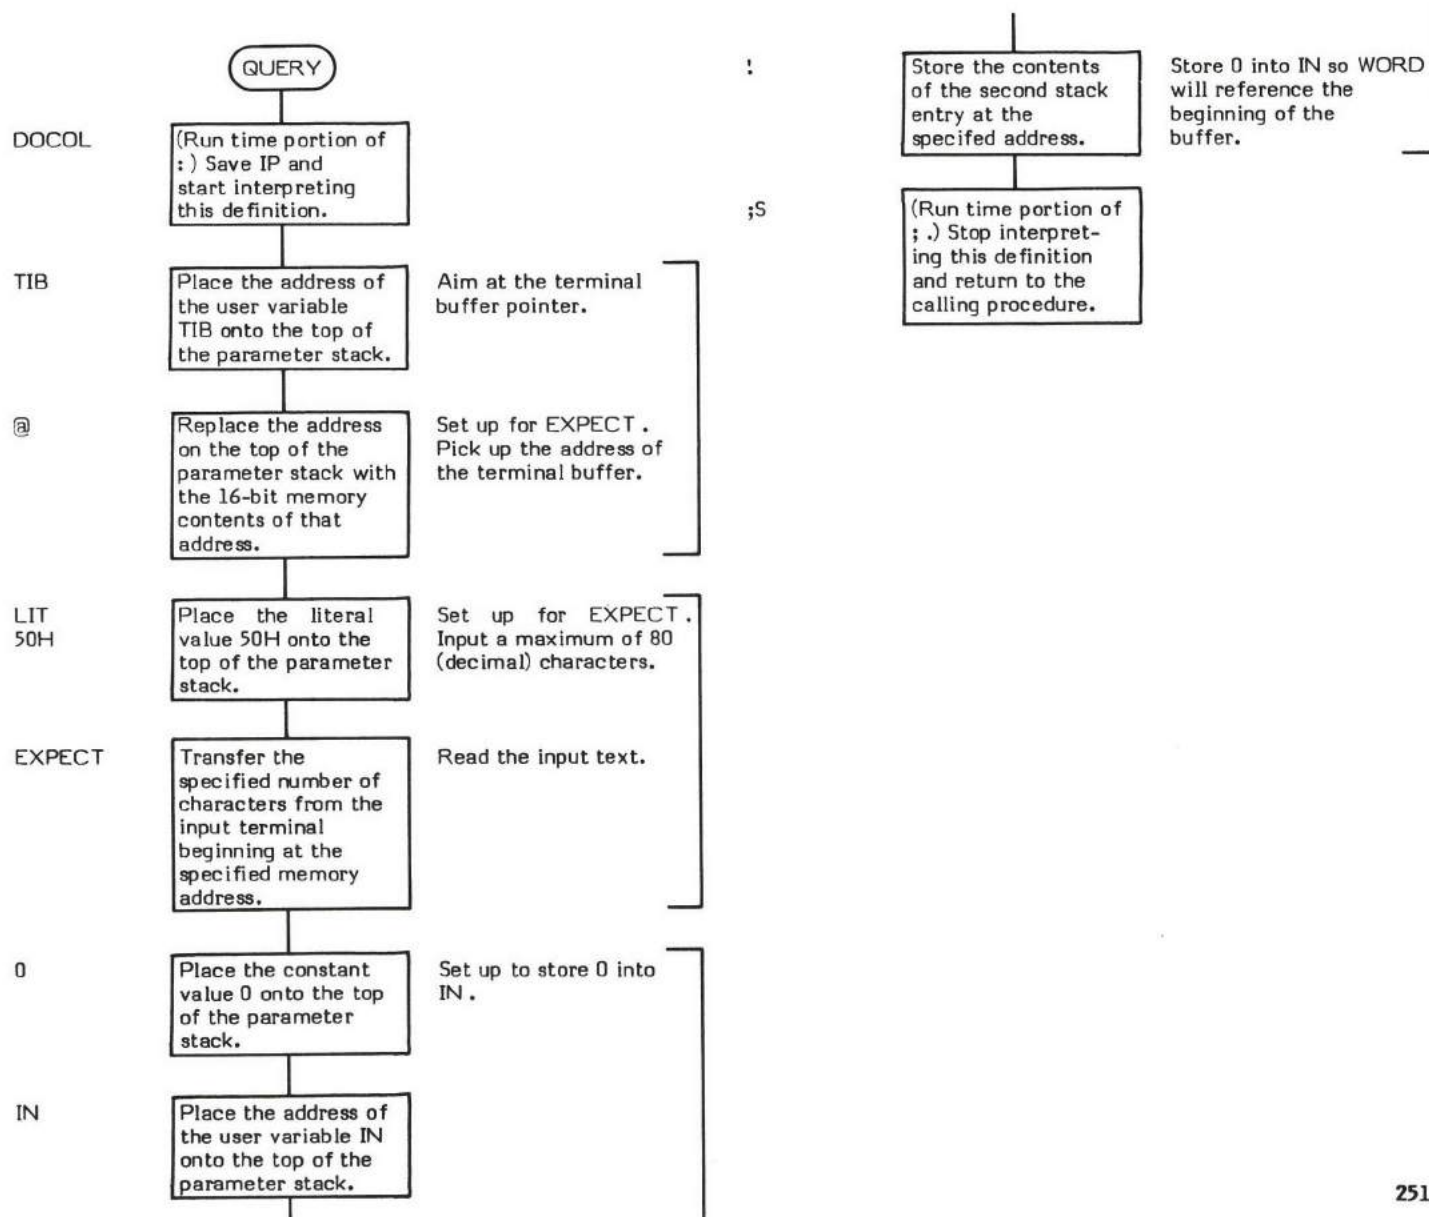 QUERY
DOCOL
(Run time portion of
: ) Save IP and
start interpreting
this definition.
TIB
Place the address of
the user variable
TIB onto the top of
the parameter stack.
Aim at the terminal
buffer pointer.
@
Replace the address
on the top of the
parameter stack with
the 16-bit memory
contents of that
address.
Set up for EXPECT .
Pick up the address of
the terminal buffer.
LIT
50H
Place the literal
value 50H onto the
top of the parameter
stack.
Set up for EXPECT .
Input a maximum of 80
(decimal) characters.
EXPECT
Transfer the
specified number of
characters from the
input terminal
beginning at the
specified memory
address.
Read the input text.
0
Place the constant
value 0 onto the top
of the parameter
stack.
Set up to store 0 into
IN .
IN
Place the address of
the user variable IN
onto the top of the
parameter stack.
!
Store the contents
of the second stack
entry at the
specifed address.
Store 0 into IN so WORD
will reference the
beginning of the
buffer.
;S
(Run time portion of
; .) Stop interpret-
ing this definition
and return to the
calling procedure.
251